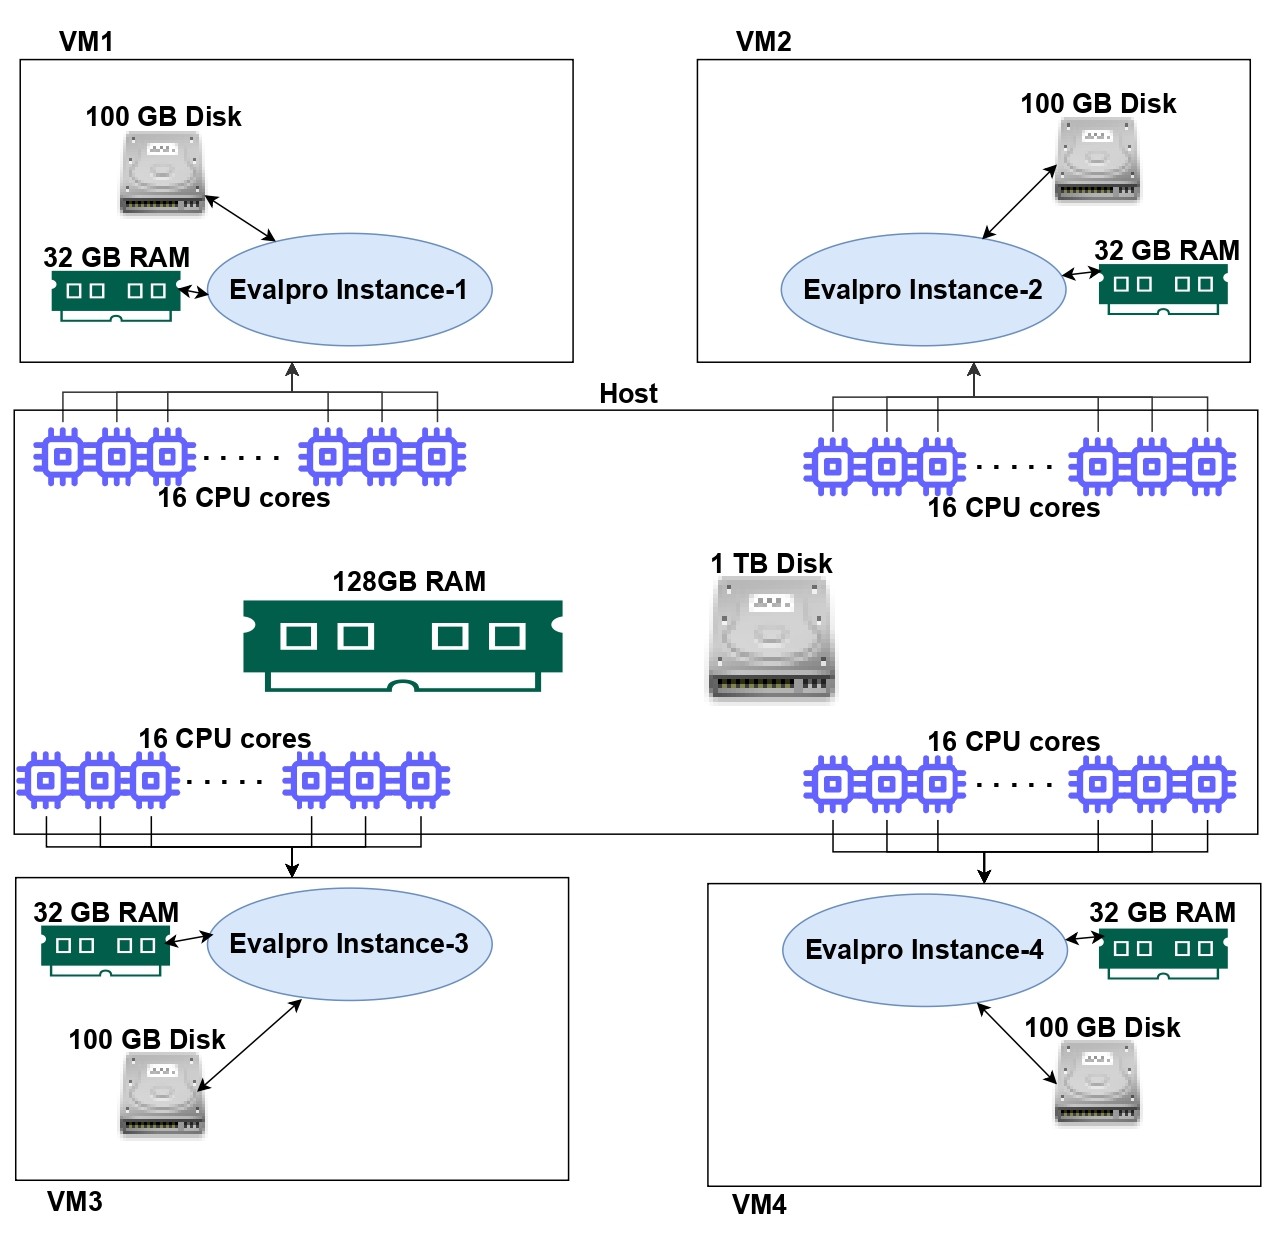 VM1
VM2
100 GB Disk
100 GB Disk
32 GB RAM
32 GB RAM
Evalpro Instance-1
Evalpro Instance-2
Host
16 CPU cores
16 CPU cores
1 TB Disk
128GB RAM
16 CPU cores
16 CPU cores
32 GB RAM
32 GB RAM
Evalpro Instance-3
Evalpro Instance-4
100 GB Disk
100 GB Disk
VM3
VM4